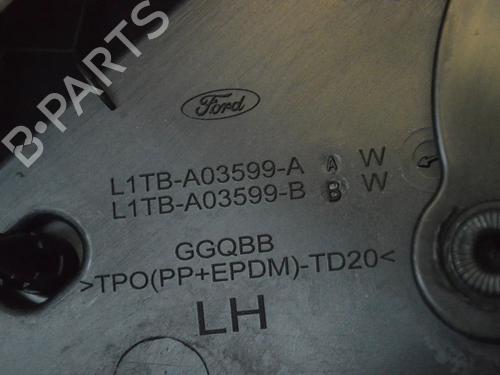 B-PARTS
Ford
L1TB-A03599-A A W
L1TB-A03599-B B W
GGQBB
>TPO(PP+EPDM)-TD20<
LH